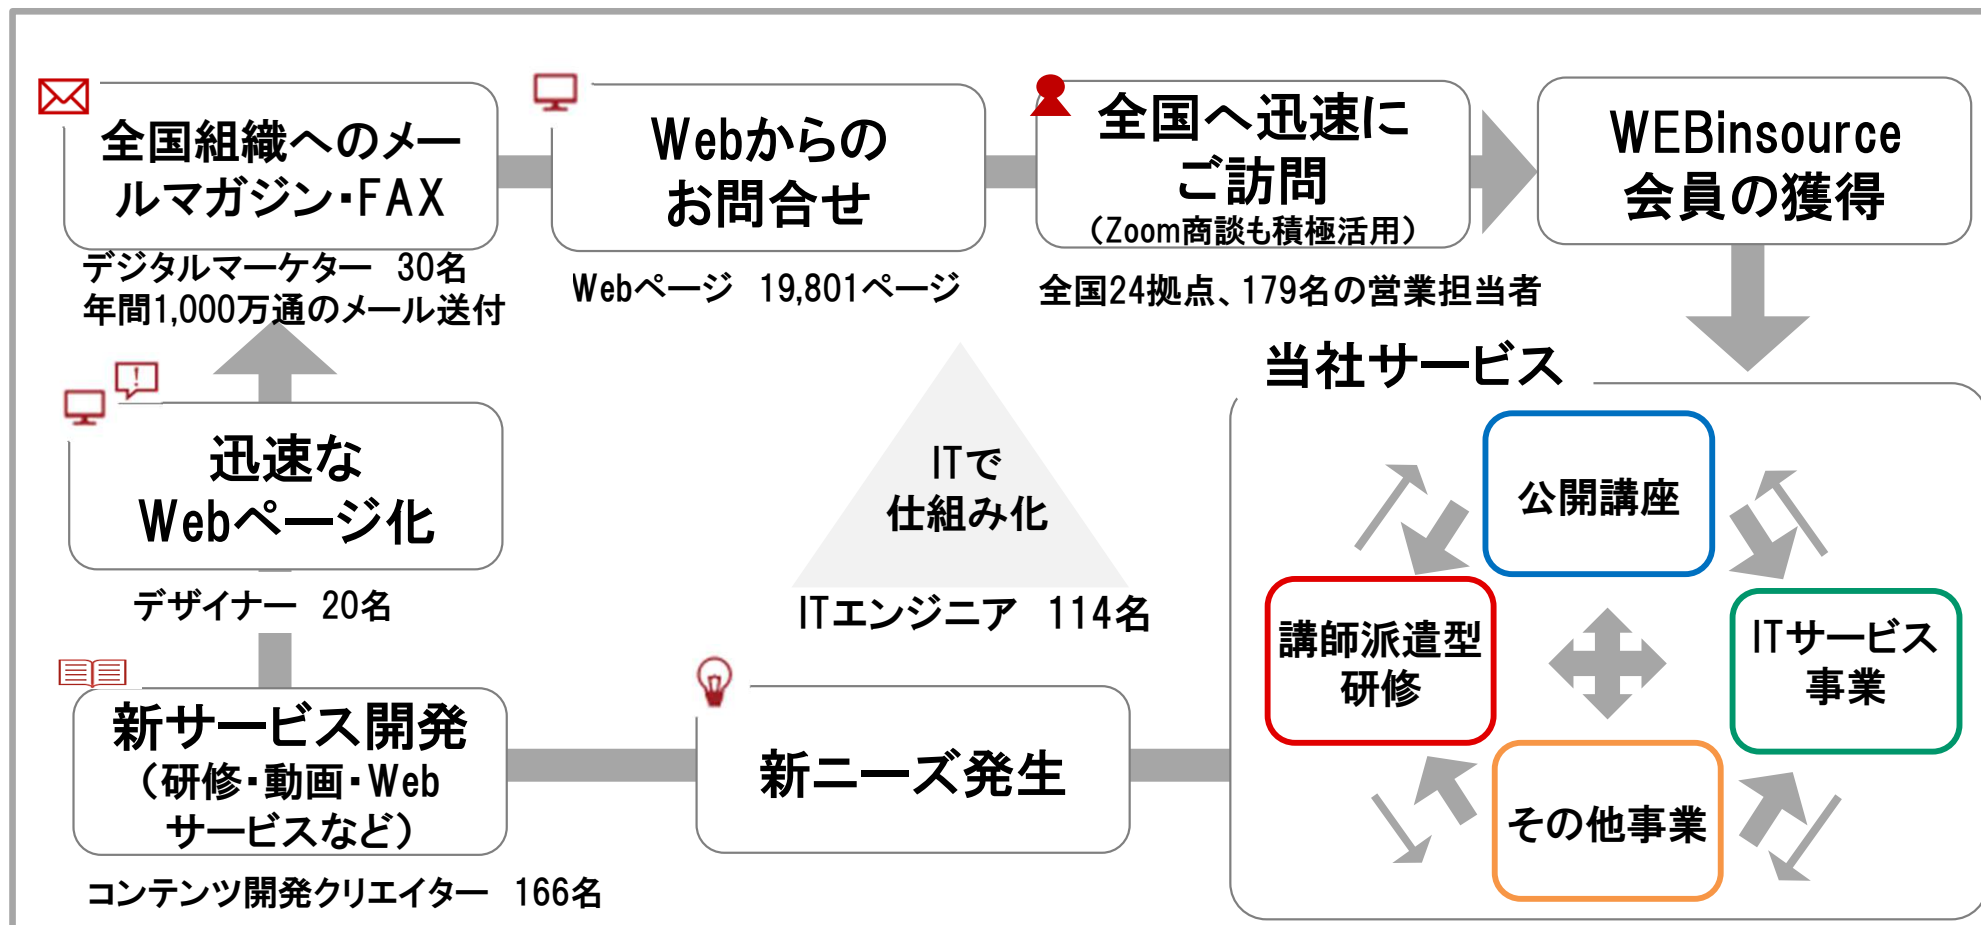 全国組織へのメー
ルマガジン・FAX
デジタルマーケター 30名
年間1,000万通のメール送付
Webからの
お問合せ
Webページ 19,801ページ
全国へ迅速に
ご訪問
（Zoom商談も積極活用）
全国24拠点、179名の営業担当者
WEBinsource
会員の獲得
当社サービス
公開講座
講師派遣型
研修
ITサービス
事業
その他事業
ITで
仕組み化
ITエンジニア 114名
迅速な
Webページ化
デザイナー 20名
新サービス開発
（研修・動画・Web
サービスなど）
コンテンツ開発クリエイター 166名
新ニーズ発生